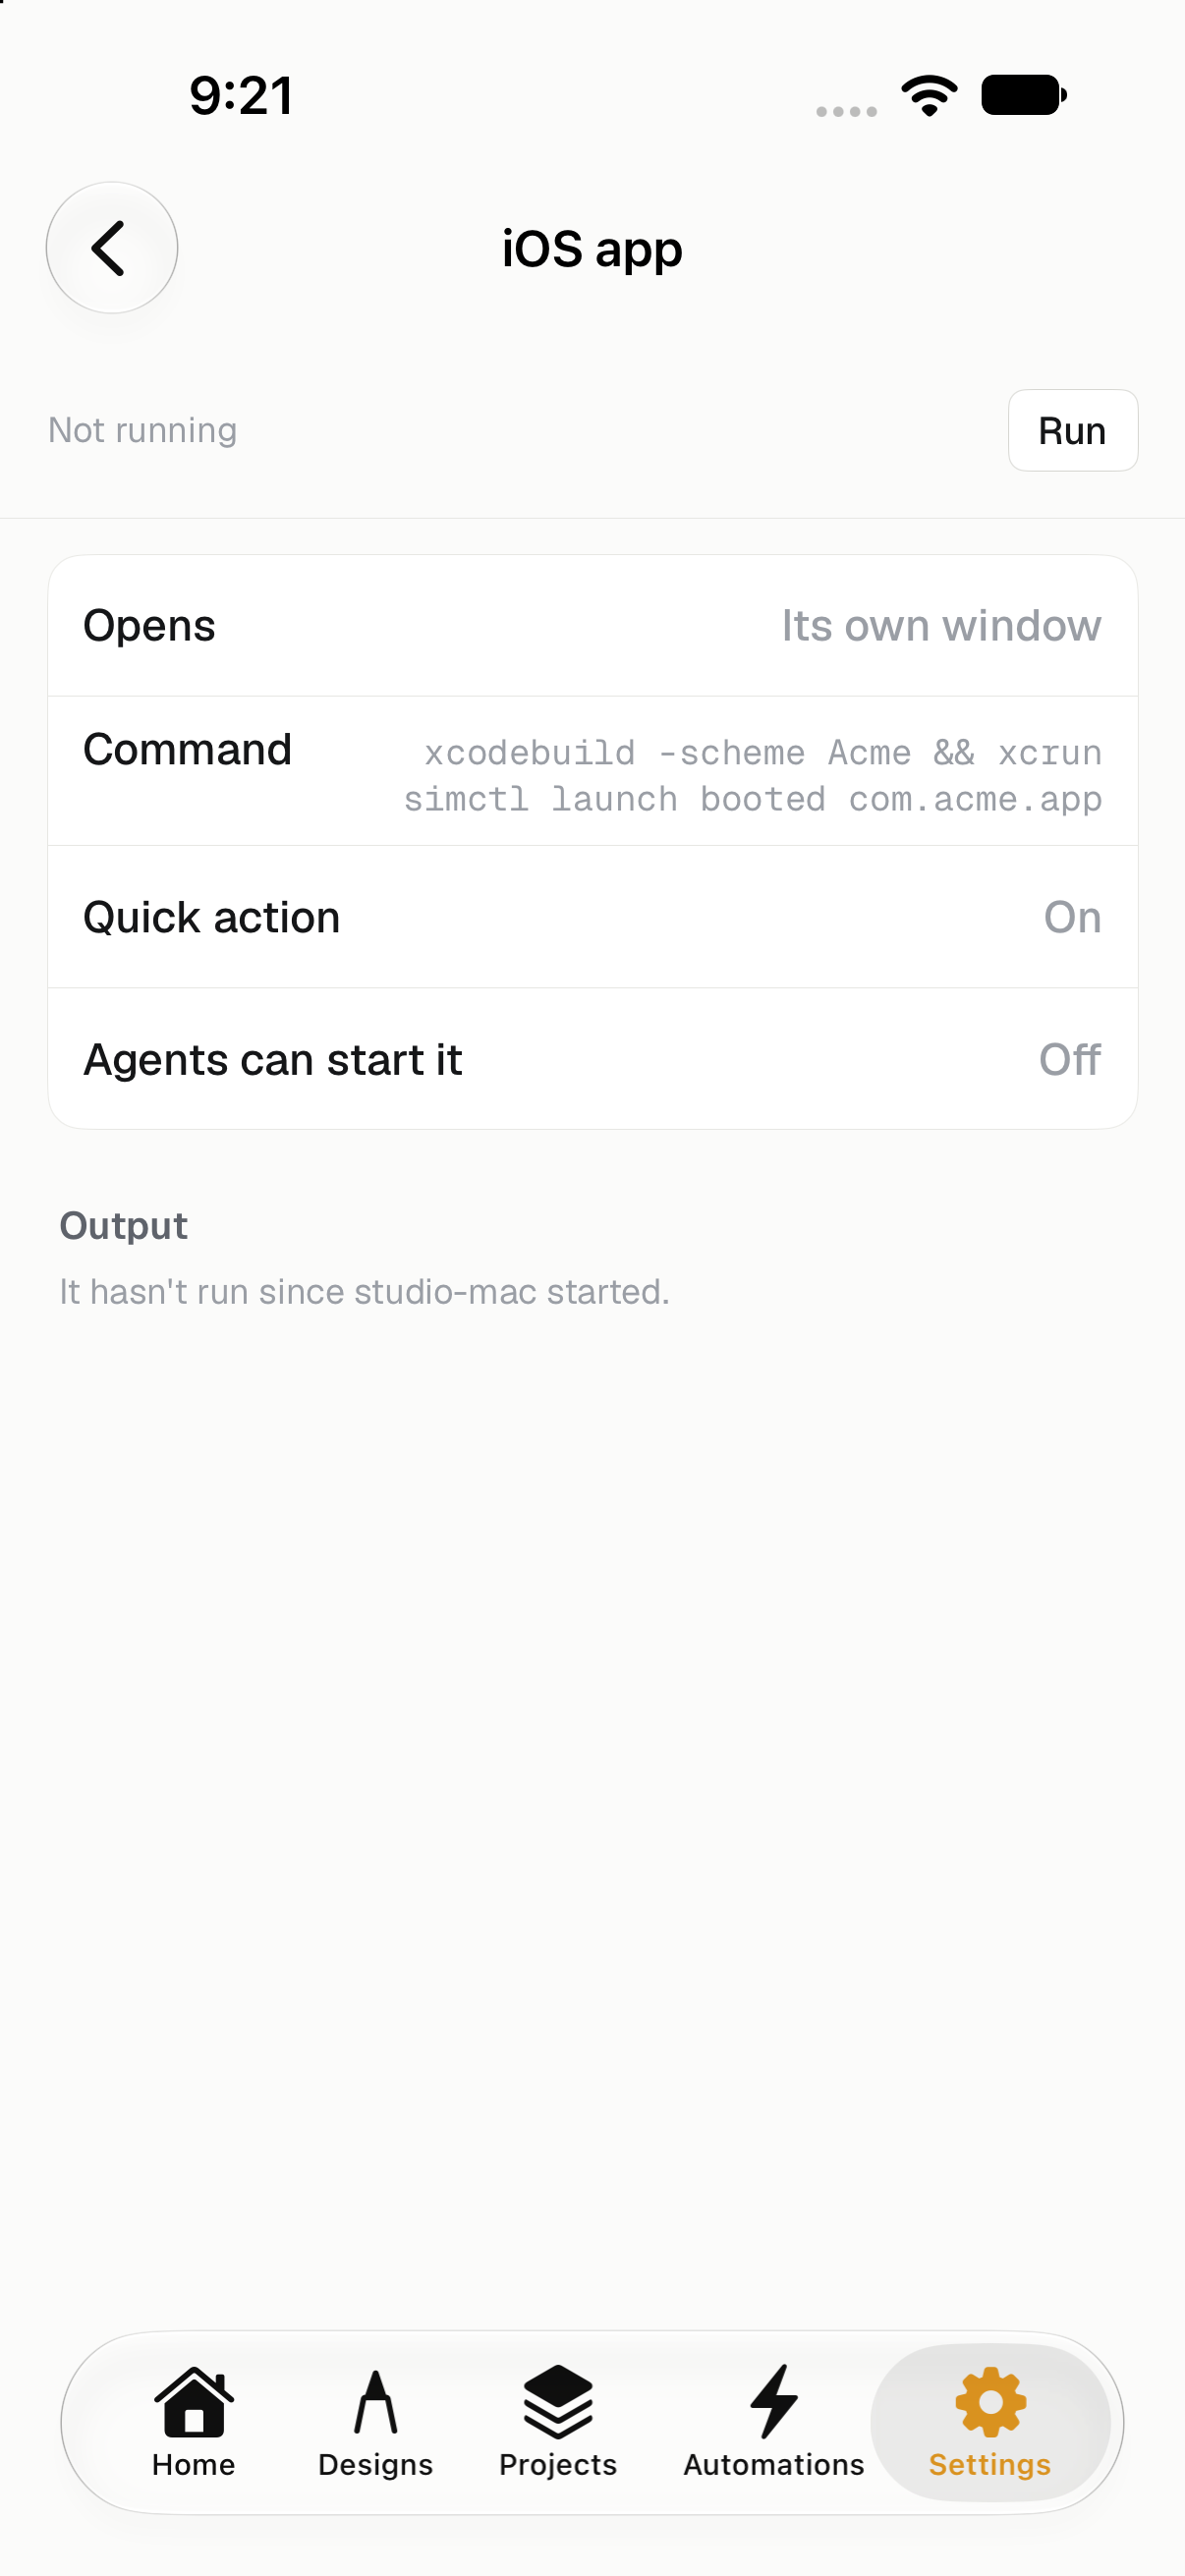 9:21
iOS app
Not running
Run
Opens
Its own window
Command
xcodebuild -scheme Acme && xcrun
simctl launch booted com.acme.app
Quick action
On
Agents can start it
Off
Output
It hasn't run since studio-mac started.
Home
Designs
Projects
Automations
Settings